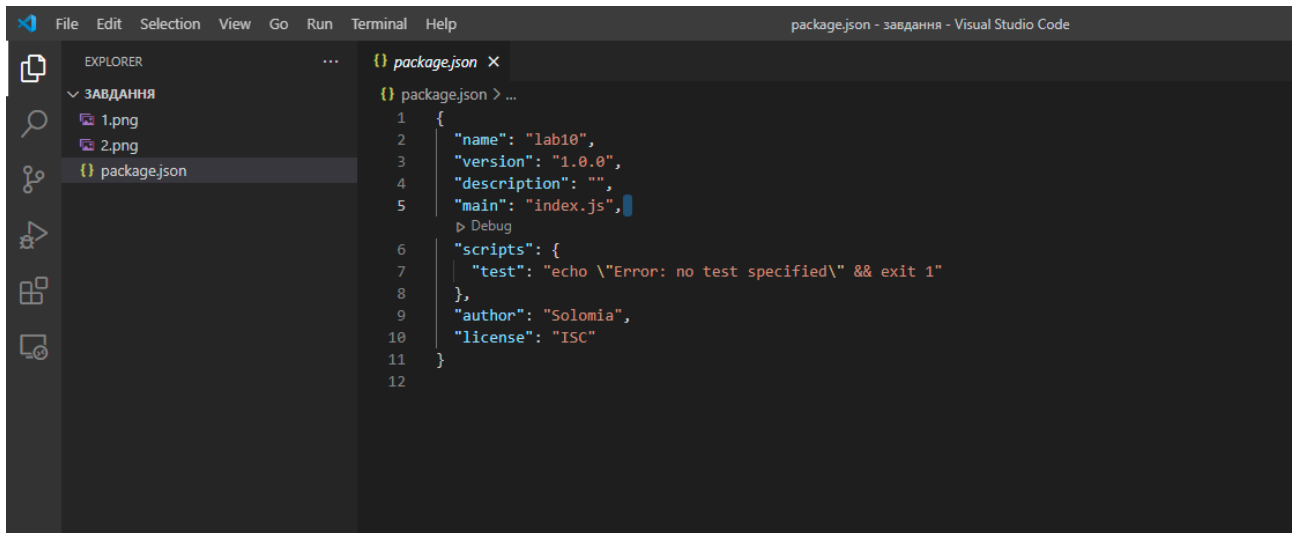 File Edit Selection View Go Run Terminal Help
package.json - завдання - Visual Studio Code
EXPLORER ...
ЗАВДАННЯ
1.png
2.png
{} package.json
{} package.json ×
{} package.json > ...
1 {
2 "name": "lab10",
3 "version": "1.0.0",
4 "description": "",
5 "main": "index.js",
Debug
6 "scripts": {
7 "test": "echo \"Error: no test specified\" && exit 1"
8 },
9 "author": "Solomia",
10 "license": "ISC"
11 }
12